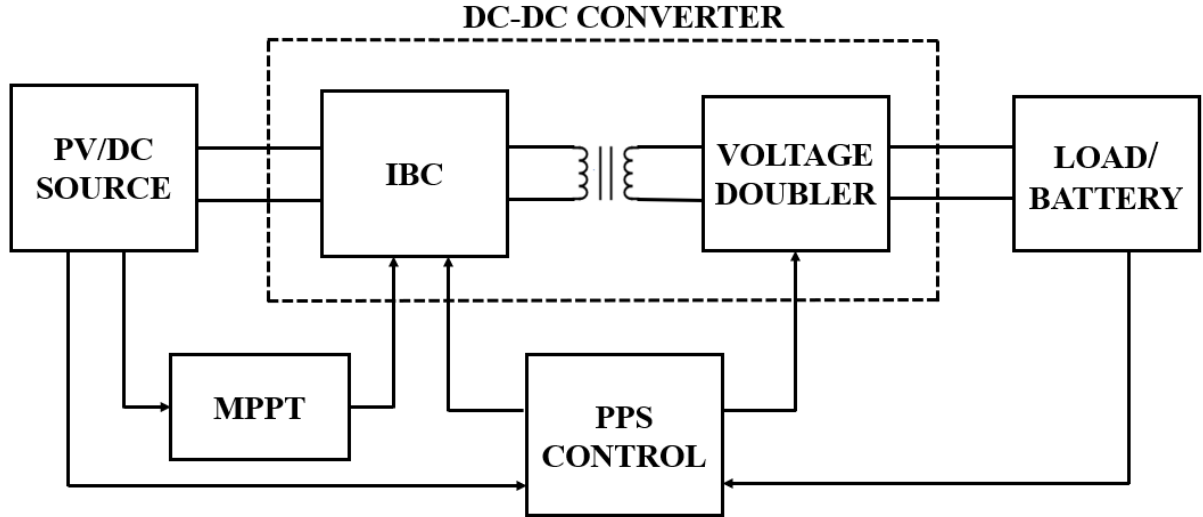 DC-DC CONVERTER
PV/DC
SOURCE
IBC
VOLTAGE
DOUBLER
LOAD/
BATTERY
MPPT
PPS
CONTROL